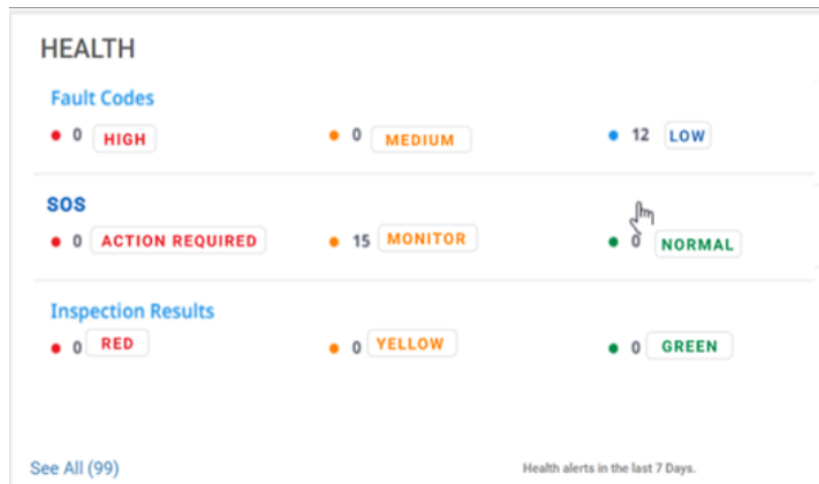 HEALTH
Fault Codes
0 HIGH 0 MEDIUM 12 LOW
SOS
0 ACTION REQUIRED 15 MONITOR 0 NORMAL
Inspection Results
0 RED 0 YELLOW 0 GREEN
See All (99) Health alerts in the last 7 Days.